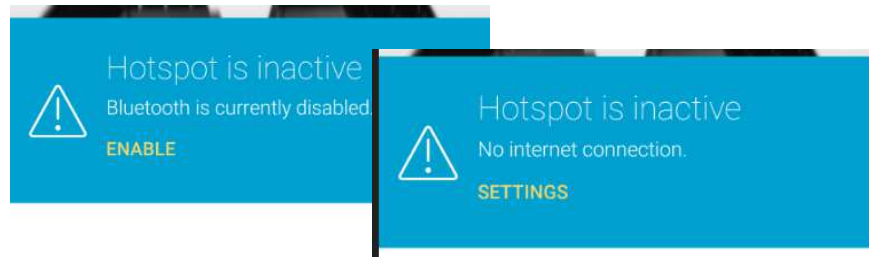 Hotspot is inactive
Bluetooth is currently disabled.
ENABLE
Hotspot is inactive
No internet connection.
SETTINGS